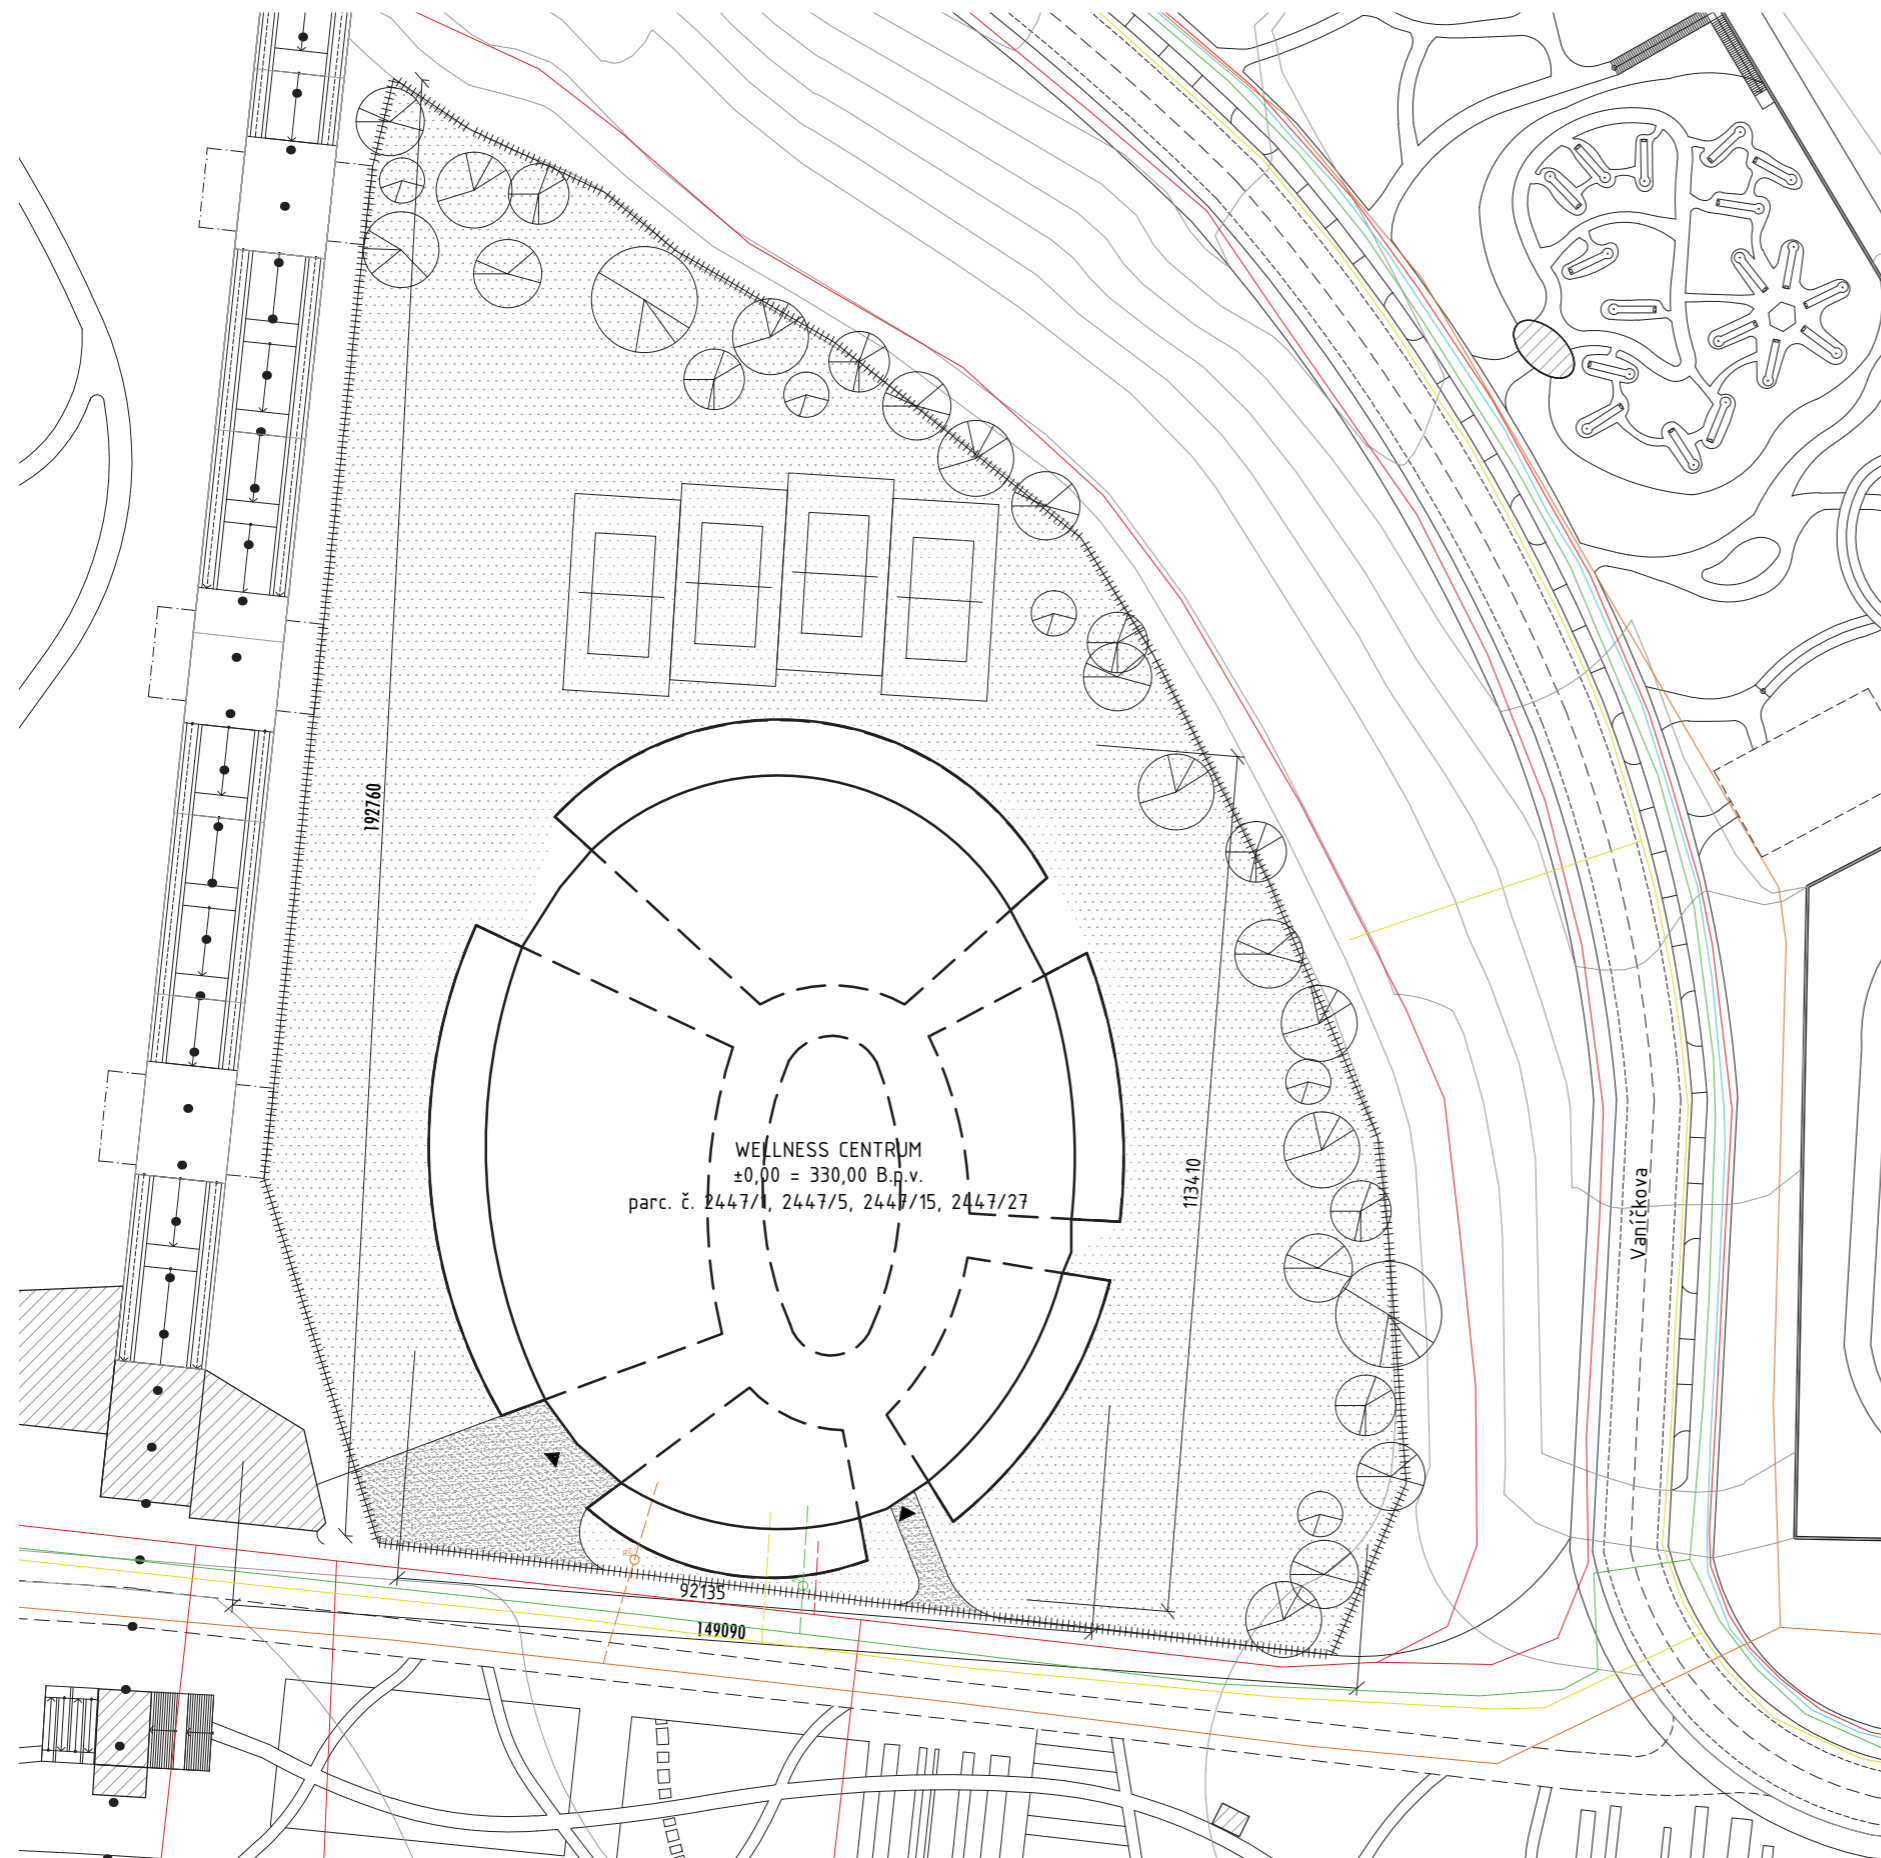 192760
WELLNESS CENTRUM
±0,00 = 330,00 B.p.v.
parc. č. 2447/1, 2447/5, 2447/15, 2447/27
113410
Vaníčkova
92135
149090